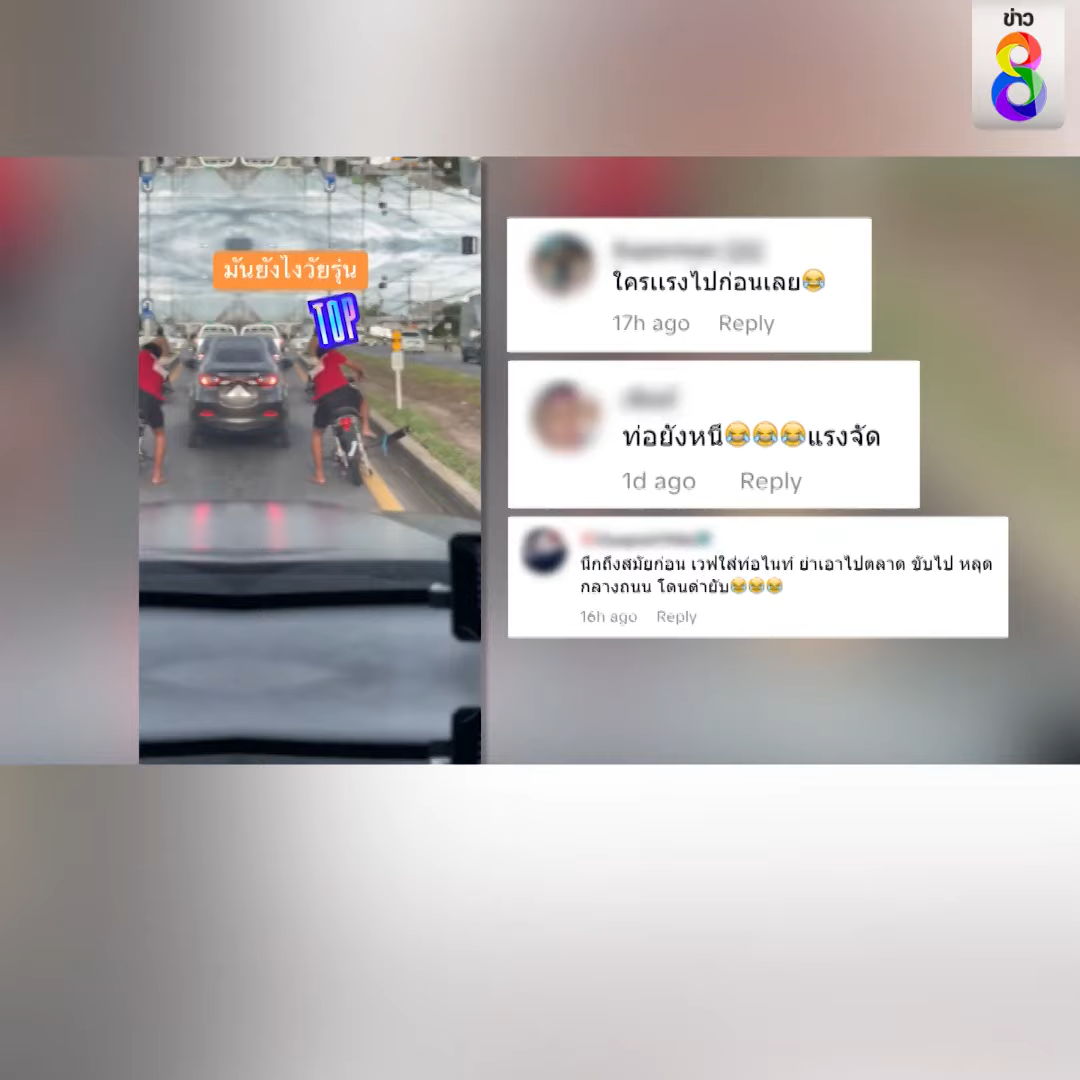 ข่าว
8
มันยังไงวัยรุ่น
TOP
ใครแรงไปก่อนเลย😂
17h ago Reply
ท่อยังหนี😂😂😂แรงจัด
1d ago Reply
นึกถึงสมัยก่อน เวฟใส่ท่อไนท์ ย่าเอาไปตลาด ขับไป หลุด
กลางถนน โดนด่ายับ😂😂😂
16h ago Reply